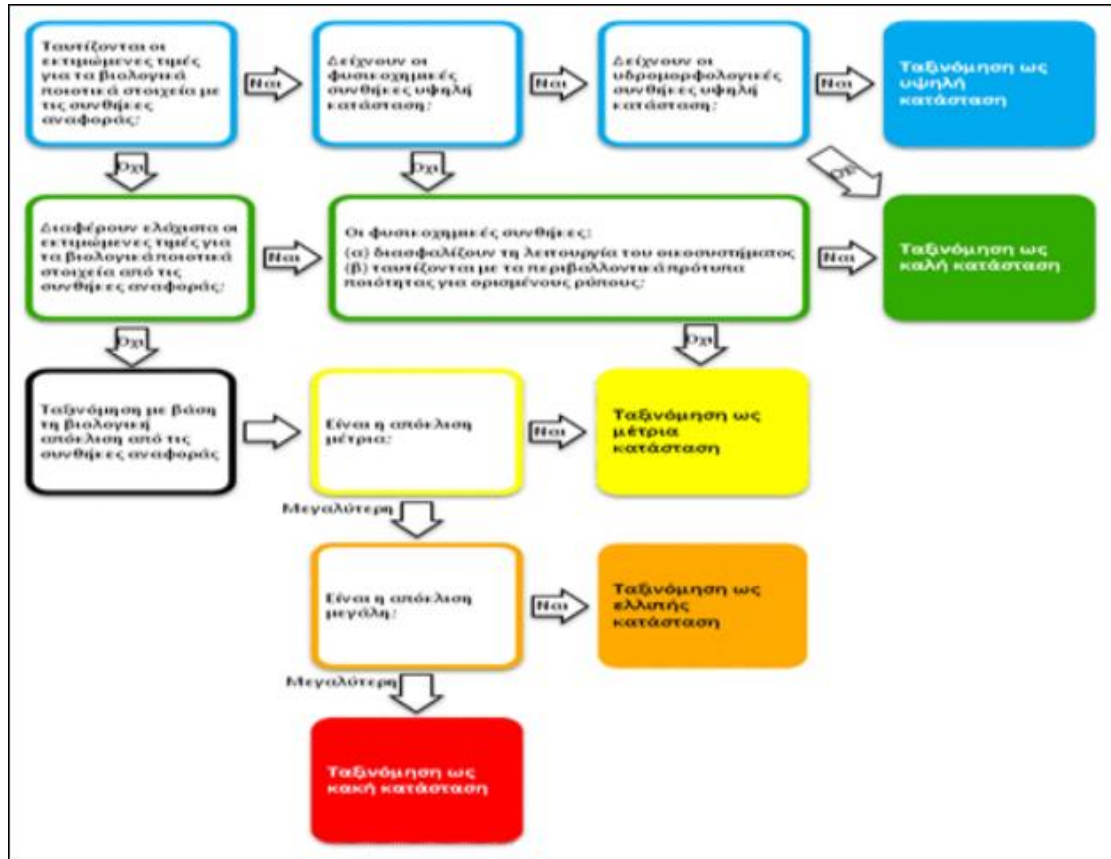 Ταυτίζονται οι
εκτιμώμενες τιμές
για τα βιολογικά
ποιοτικά στοιχεία με
τις συνθήκες
αναφοράς;
Ναι
Δείχνουν οι
φυσικοχημικές
συνθήκες υψηλή
κατάσταση;
Ναι
Δείχνουν οι
υδρομορφολογικές
συνθήκες υψηλή
κατάσταση;
Ναι
Ταξινόμηση ως
υψηλή
κατάσταση
Όχι
Όχι
Όχι
Διαφέρουν ελάχιστα οι
εκτιμώμενες τιμές για
τα βιολογικά ποιοτικά
στοιχεία από τις
συνθήκες αναφοράς;
Ναι
Οι φυσικοχημικές συνθήκες:
(α) διασφαλίζουν τη λειτουργία του οικοσυστήματος
(β) ταυτίζονται με τα περιβαλλοντικά πρότυπα
ποιότητας για ορισμένους ρύπους;
Ναι
Ταξινόμηση ως
καλή κατάσταση
Όχι
Όχι
Ταξινόμηση με βάση
τη βιολογική
απόκλιση από τις
συνθήκες αναφοράς
Είναι η απόκλιση
μέτρια;
Ναι
Ταξινόμηση ως
μέτρια
κατάσταση
Μεγαλύτερη
Είναι η απόκλιση
μεγάλη;
Ναι
Ταξινόμηση ως
ελλιπής
κατάσταση
Μεγαλύτερη
Ταξινόμηση ως
κακή κατάσταση